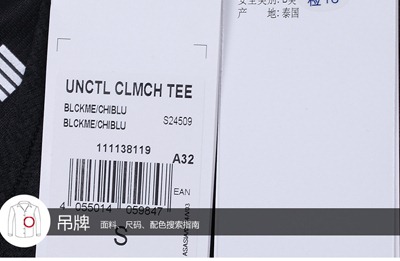 UNCTL CLMCH TEE
BLCKME/CHIBLU
BLCKME/CHIBLU
S24509
111138119
A32
EAN
4 055014 059847
S
产 地: 泰国
吊牌
面料、尺码、配色搜索指南